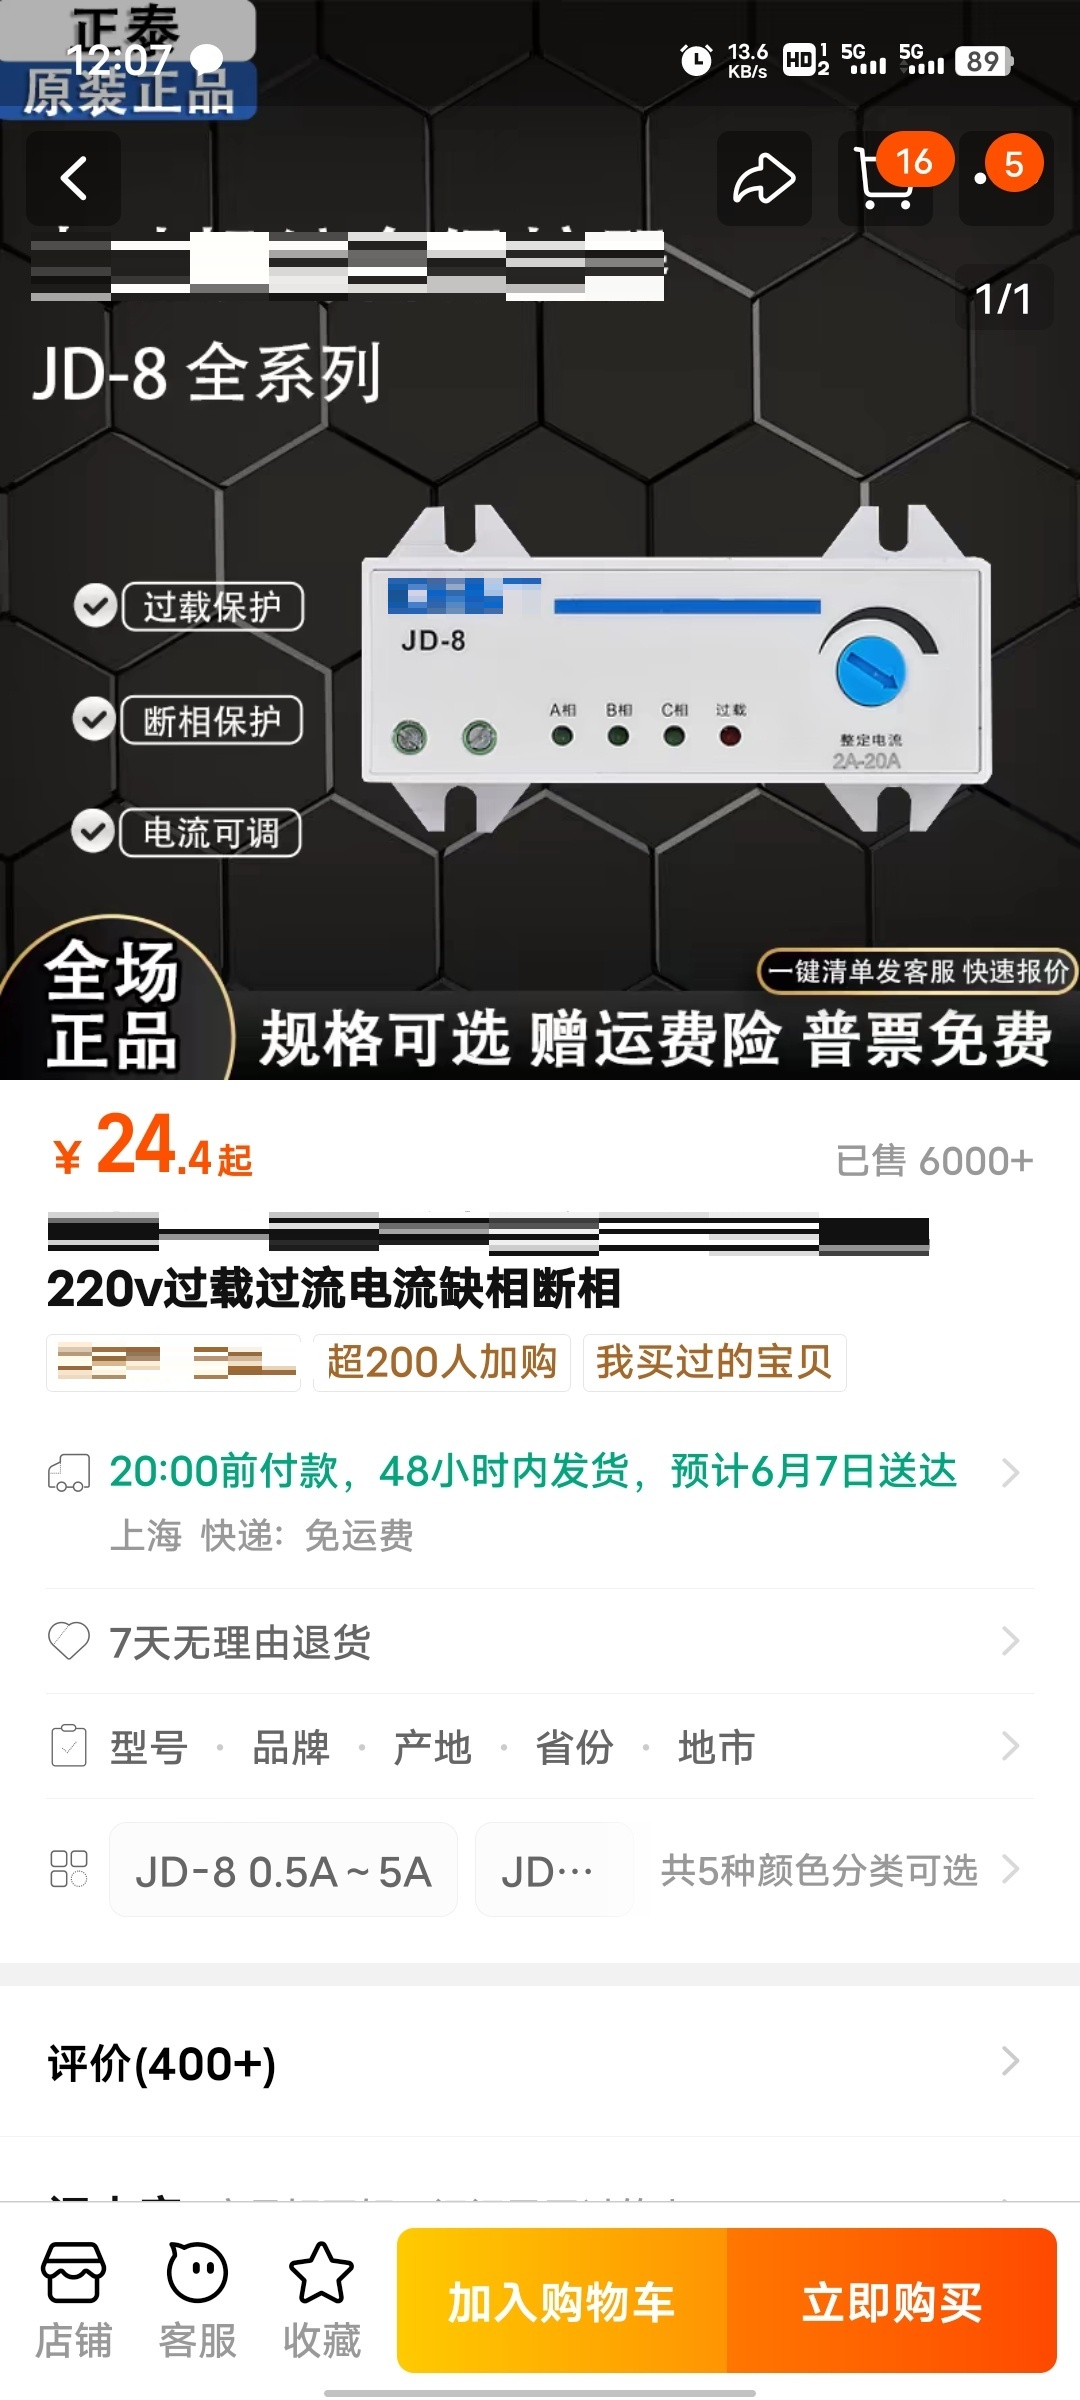 正泰
12:07
13.6 KB/s HD 1 2 5G 5G 89
原装正品
16
5
1/1
JD-8 全系列
过载保护
断相保护
电流可调
JD-8
A相 B相 C相 过载
整定电流
2A-20A
全场
正品
一键清单发客服 快速报价
规格可选 赠运费险 普票免费
¥24.4起
已售 6000+
220v过载过流电流缺相断相
超200人加购
我买过的宝贝
20:00前付款，48小时内发货，预计6月7日送达
上海 快递：免运费
7天无理由退货
型号 · 品牌 · 产地 · 省份 · 地市
JD-8 0.5A~5A
JD…
共5种颜色分类可选
评价(400+)
店铺
客服
收藏
加入购物车
立即购买